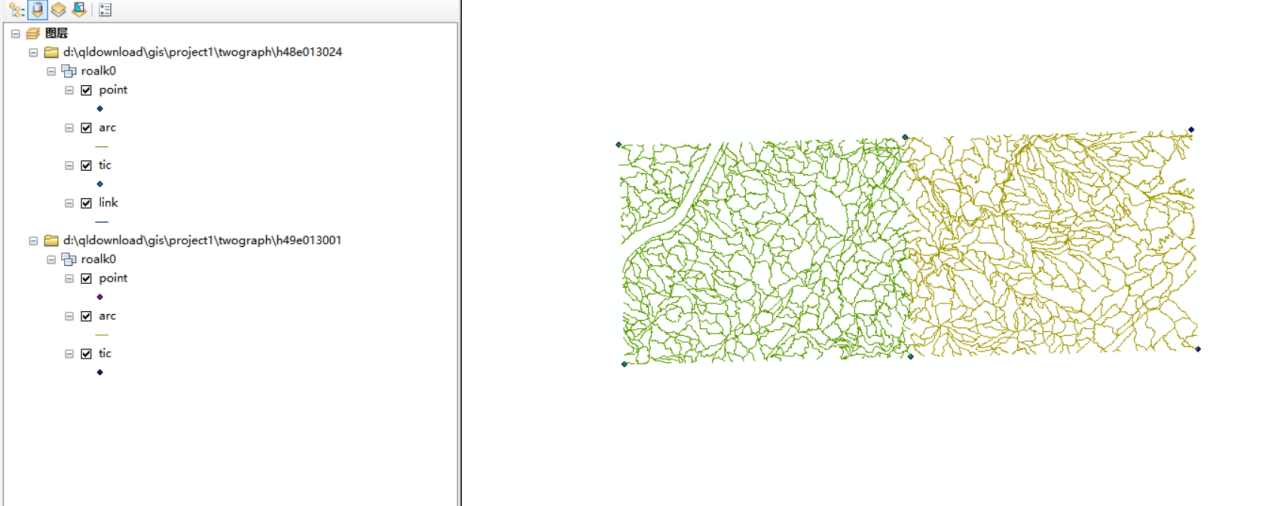 图层
d:\qldownload\gis\project1\twograph\h48e013024
roalk0
point
arc
tic
link
d:\qldownload\gis\project1\twograph\h49e013001
roalk0
point
arc
tic